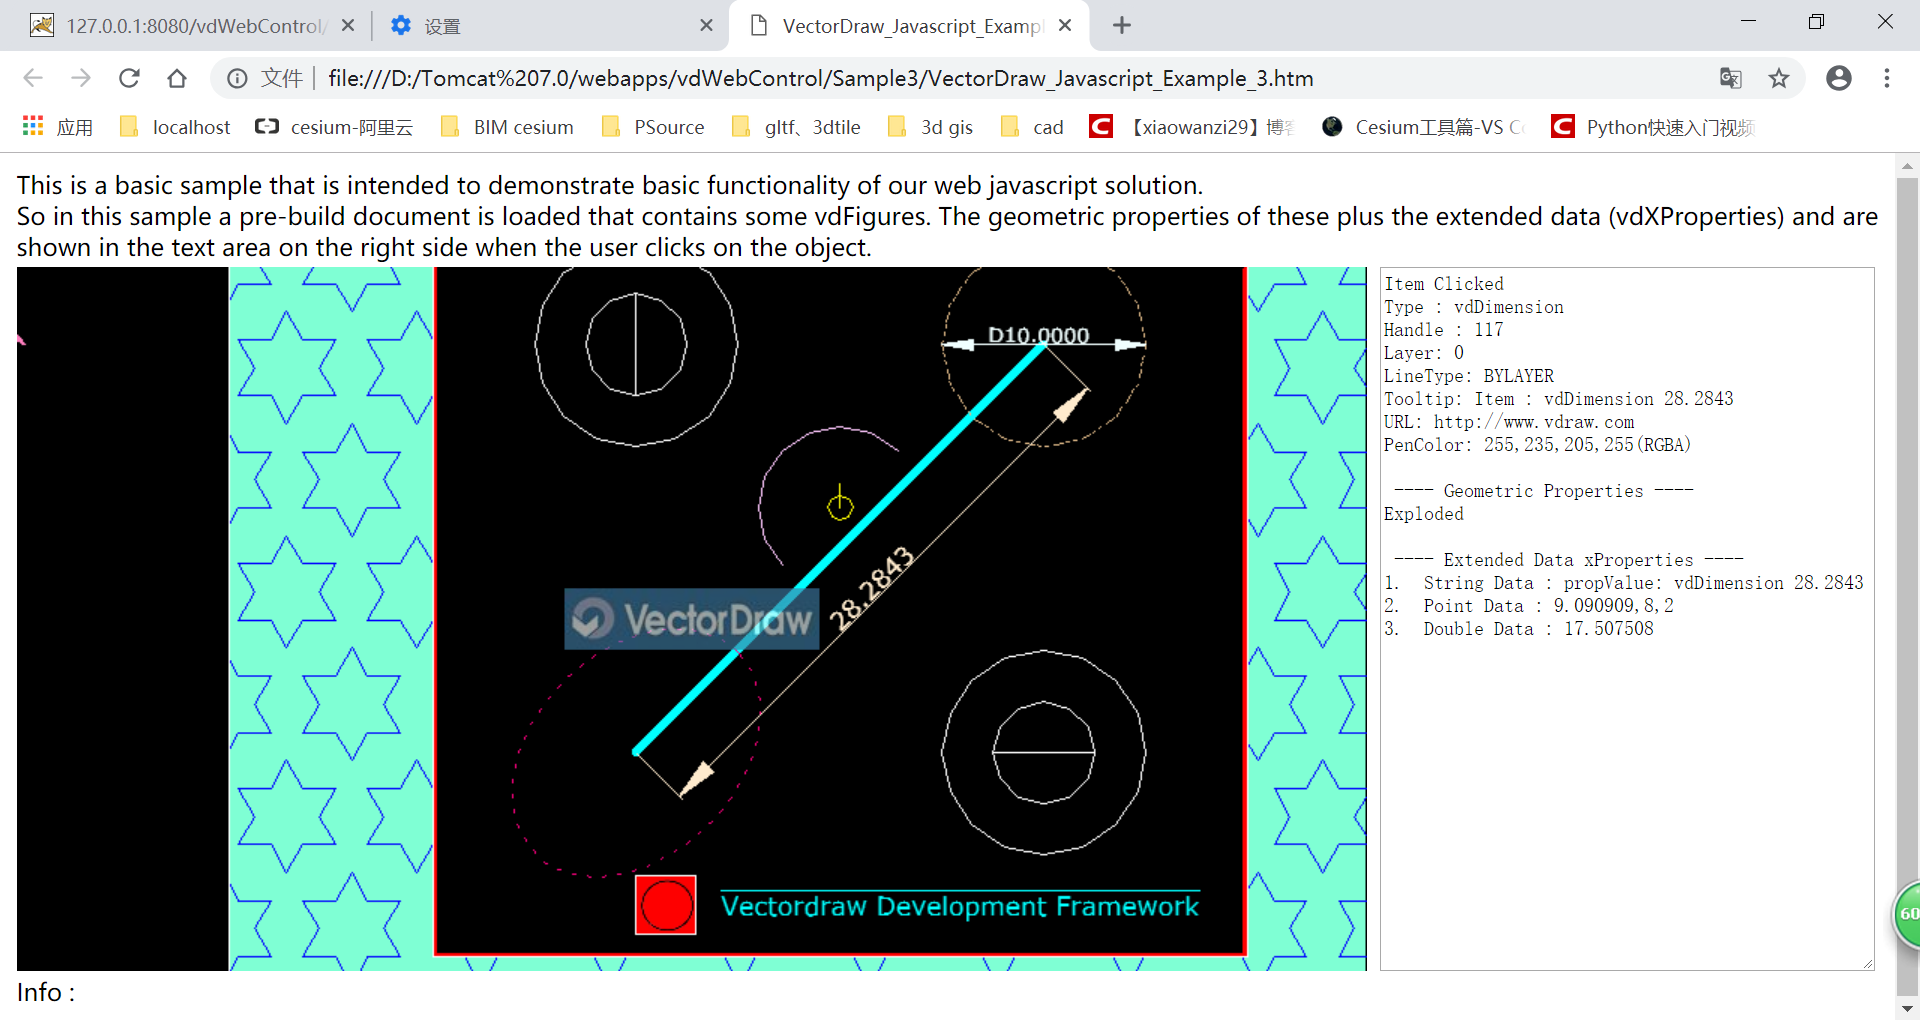 127.0.0.1:8080/vdWebControl/
设置
VectorDraw_Javascript_Exampl
文件
file:///D:/Tomcat%207.0/webapps/vdWebControl/Sample3/VectorDraw_Javascript_Example_3.htm
应用
localhost
cesium-阿里云
BIM cesium
PSource
gltf、3dtile
3d gis
cad
【xiaowanzi29】博客
Cesium工具篇-VS Co
Python快速入门视频
This is a basic sample that is intended to demonstrate basic functionality of our web javascript solution.
So in this sample a pre-build document is loaded that contains some vdFigures. The geometric properties of these plus the extended data (vdXProperties) and are
shown in the text area on the right side when the user clicks on the object.
D10.0000
28.2843
VectorDraw
Vectordraw Development Framework
Item Clicked
Type : vdDimension
Handle : 117
Layer: 0
LineType: BYLAYER
Tooltip: Item : vdDimension 28.2843
URL: http://www.vdraw.com
PenColor: 255,235,205,255(RGBA)
---- Geometric Properties ----
Exploded
---- Extended Data xProperties ----
1. String Data : propValue: vdDimension 28.2843
2. Point Data : 9.090909,8,2
3. Double Data : 17.507508
60
Info :